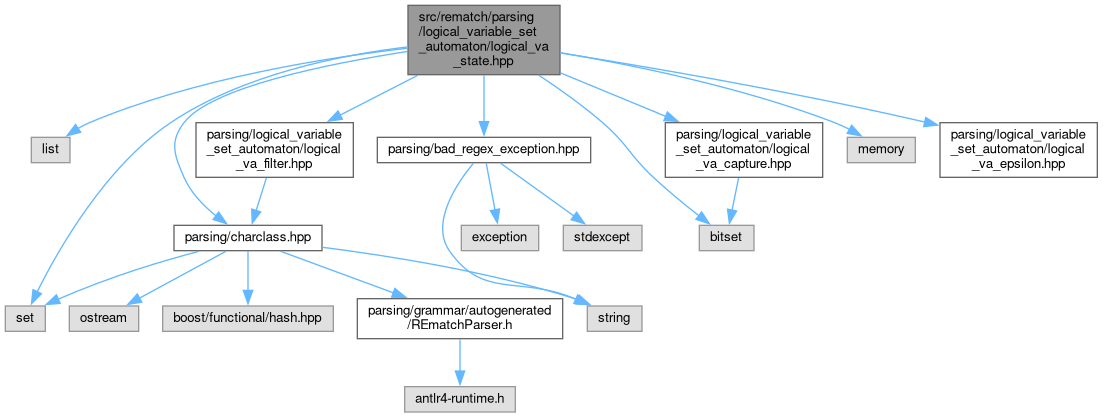 src/rematch/parsing
/logical_variable_set
_automaton/logical_va
_state.hpp
list
parsing/logical_variable
_set_automaton/logical
_va_filter.hpp
parsing/bad_regex_exception.hpp
parsing/logical_variable
_set_automaton/logical
_va_capture.hpp
memory
parsing/logical_variable
_set_automaton/logical
_va_epsilon.hpp
parsing/charclass.hpp
exception
stdexcept
bitset
set
ostream
boost/functional/hash.hpp
parsing/grammar/autogenerated
/REmatchParser.h
string
antlr4-runtime.h